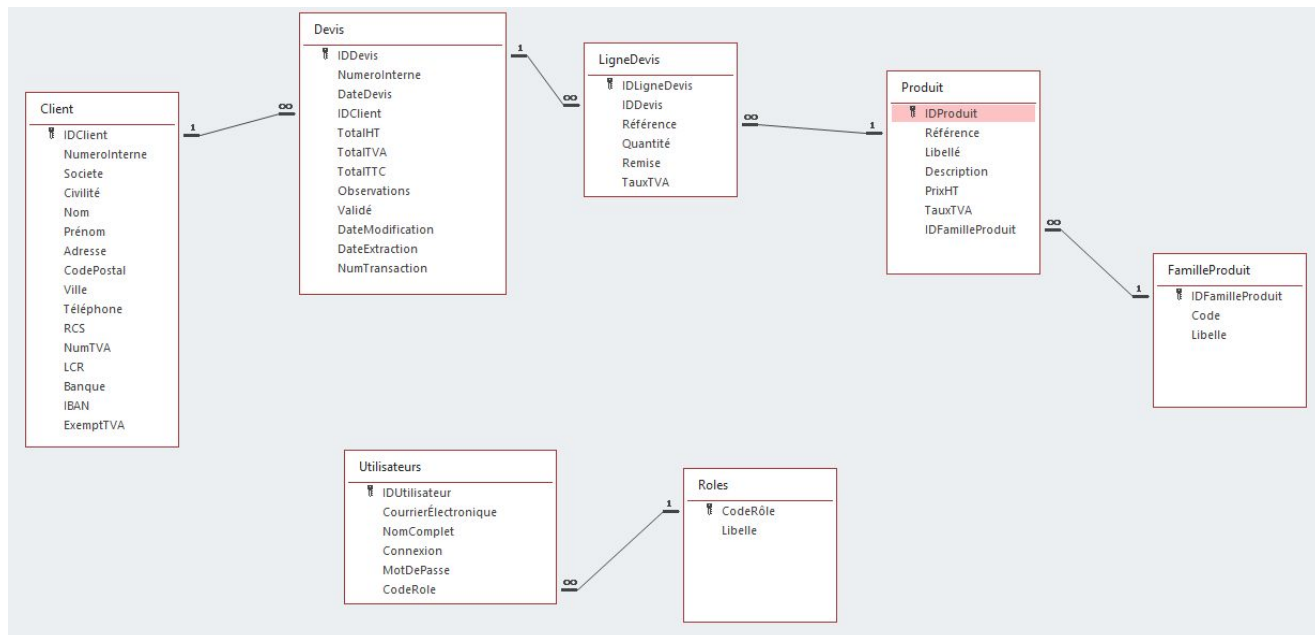 Client
IDClient
NumeroInterne
Societe
Civilité
Nom
Prénom
Adresse
CodePostal
Ville
Téléphone
RCS
NumTVA
LCR
Banque
IBAN
ExemptTVA
1
∞
Devis
IDDevis
NumeroInterne
DateDevis
IDClient
TotalHT
TotalTVA
TotalTTC
Observations
Validé
DateModification
DateExtraction
NumTransaction
1
∞
LigneDevis
IDLigneDevis
IDDevis
Référence
Quantité
Remise
TauxTVA
∞
1
Produit
IDProduit
Référence
Libellé
Description
PrixHT
TauxTVA
IDFamilleProduit
∞
1
FamilleProduit
IDFamilleProduit
Code
Libelle
Utilisateurs
IDUtilisateur
CourrierÉlectronique
NomComplet
Connexion
MotDePasse
CodeRole
∞
1
Roles
CodeRôle
Libelle